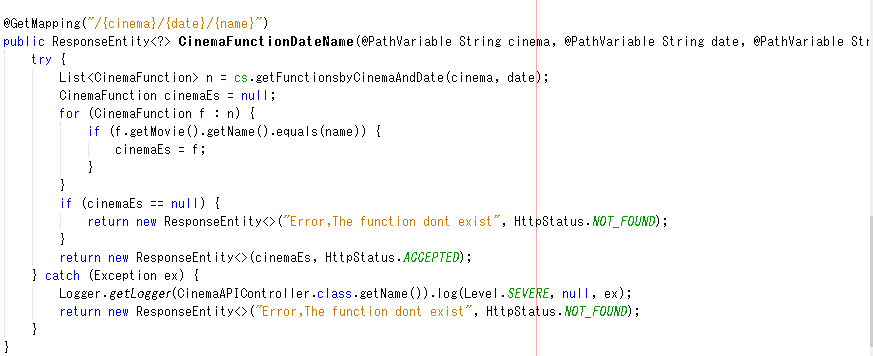 @GetMapping("/{cinema}/{date}/{name}")
public ResponseEntity<?> CinemaFunctionDateName(@PathVariable String cinema, @PathVariable String date, @PathVariable Str
try {
List<CinemaFunction> n = cs.getFunctionsbyCinemaAndDate(cinema, date);
CinemaFunction cinemaEs = null;
for (CinemaFunction f : n) {
if (f.getMovie().getName().equals(name)) {
cinemaEs = f;
}
}
if (cinemaEs == null) {
return new ResponseEntity<>("Error,The function dont exist", HttpStatus.NOT_FOUND);
}
return new ResponseEntity<>(cinemaEs, HttpStatus.ACCEPTED);
} catch (Exception ex) {
Logger.getLogger(CinemaAPIController.class.getName()).log(Level.SEVERE, null, ex);
return new ResponseEntity<>("Error,The function dont exist", HttpStatus.NOT_FOUND);
}
}